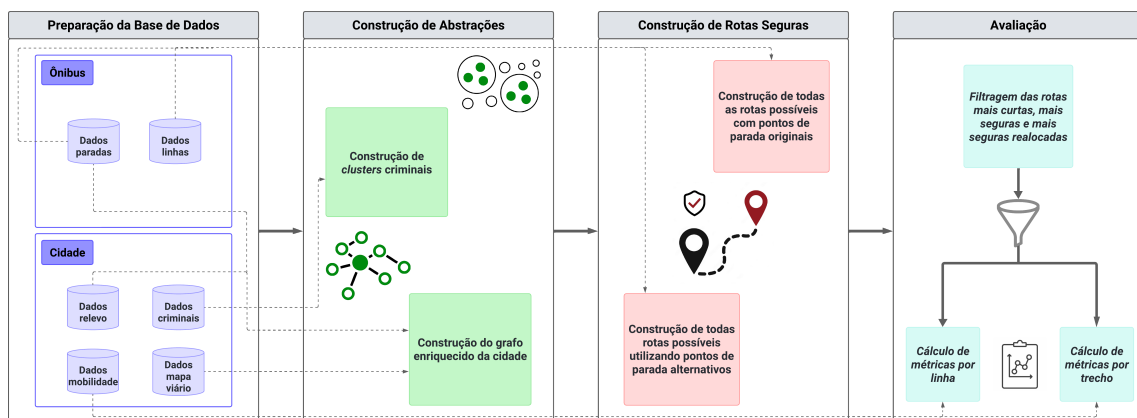 Preparação da Base de Dados
Ônibus
Dados
paradas
Dados
linhas
Cidade
Dados
relevo
Dados
criminais
Dados
mobilidade
Dados
mapa
viário
Construção de Abstrações
Construção de
clusters criminais
Construção do grafo
enriquecido da cidade
Construção de Rotas Seguras
Construção de todas
as rotas possíveis
com pontos de
parada originais
Construção de todas
rotas possíveis
utilizando pontos de
parada alternativos
Avaliação
Filtragem das rotas
mais curtas, mais
seguras e mais
seguras realocadas
Cálculo de
métricas por
linha
Cálculo de
métricas por
trecho